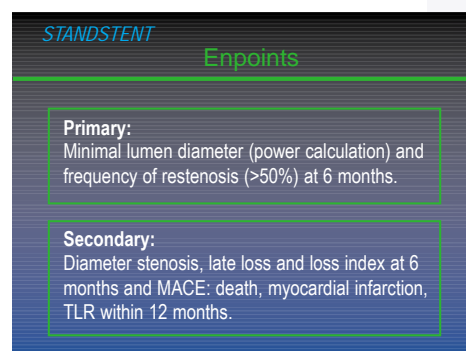 STANDSTENT
Enpoints
Primary:
Minimal lumen diameter (power calculation) and
frequency of restenosis (>50%) at 6 months.
Secondary:
Diameter stenosis, late loss and loss index at 6
months and MACE: death, myocardial infarction,
TLR within 12 months.